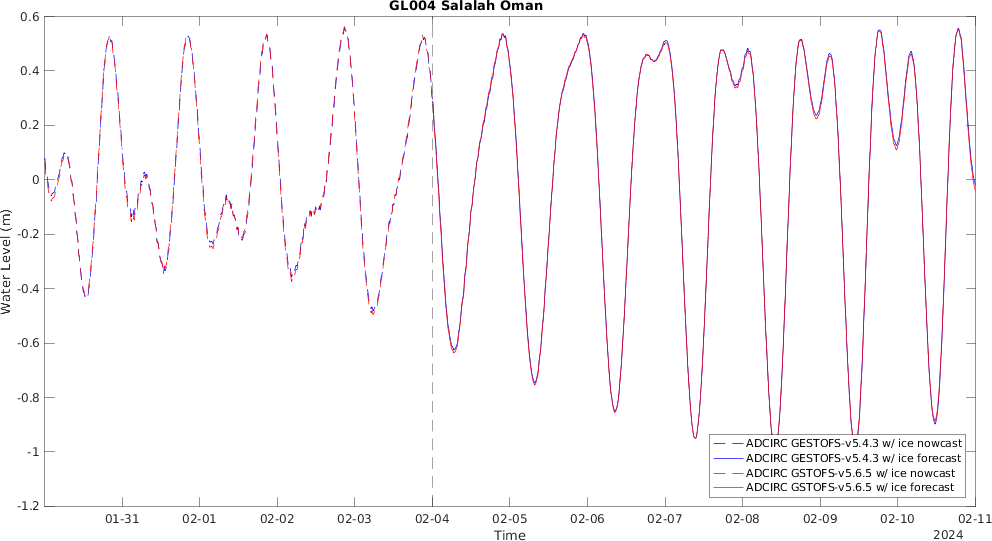 GL004 Salalah Oman
0.6
0.4
0.2
0
-0.2
-0.4
-0.6
-0.8
-1
-1.2
Water Level (m)
ADCIRC GESTOFS-v5.4.3 w/ ice nowcast
ADCIRC GESTOFS-v5.4.3 w/ ice forecast
ADCIRC GSTOFS-v5.6.5 w/ ice nowcast
ADCIRC GSTOFS-v5.6.5 w/ ice forecast
01-31 02-01 02-02 02-03 02-04 02-05 02-06 02-07 02-08 02-09 02-10 02-11
Time
2024